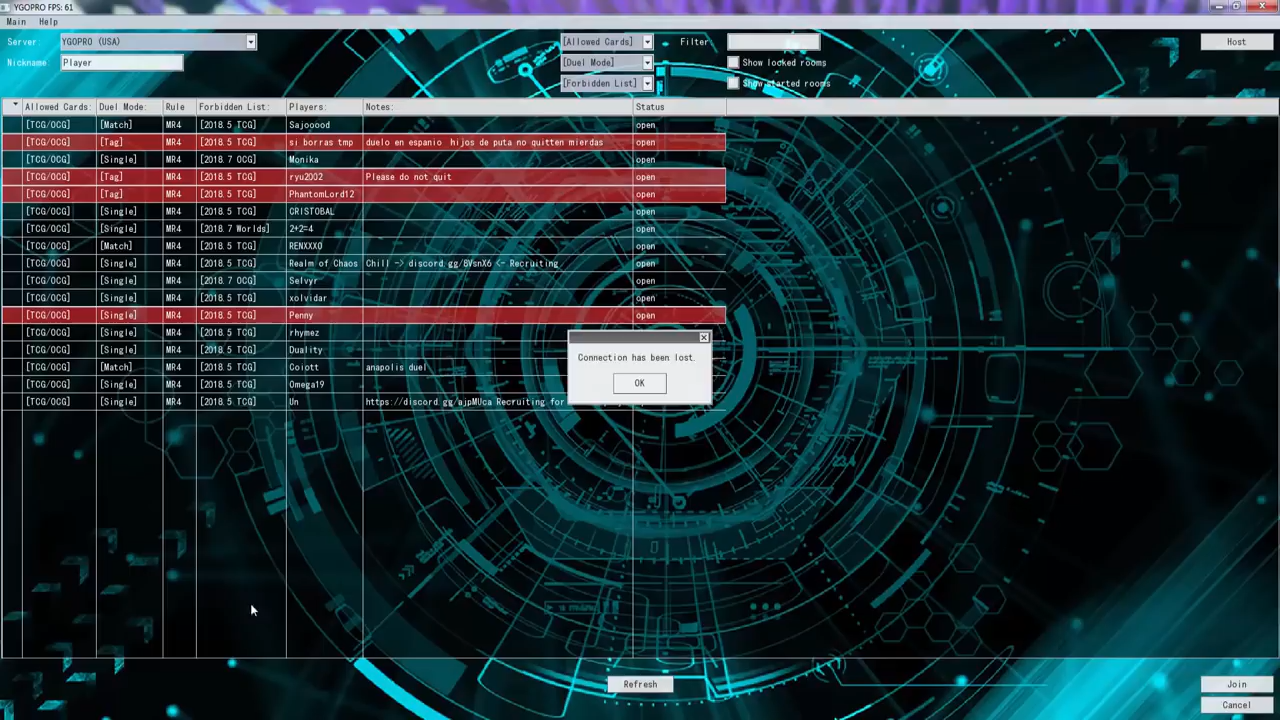 YGOPRO FPS: 61
Main Help
Server: YGOPRO (USA) [Allowed Cards] Filter: Host
Nickname: Player [Duel Mode] Show locked rooms
[Forbidden List] Show started rooms
Allowed Cards: Duel Mode: Rule Forbidden List: Players: Notes: Status
[TCG/OCG] [Match] MR4 [2018.5 TCG] Sajooood open
[TCG/OCG] [Tag] MR4 [2018.5 TCG] si borras tmp duelo en espanio hijos de puta no quitten mierdas open
[TCG/OCG] [Single] MR4 [2018.7 OCG] Monika open
[TCG/OCG] [Tag] MR4 [2018.5 TCG] ryu2002 Please do not quit open
[TCG/OCG] [Tag] MR4 [2018.5 TCG] PhantomLord12 open
[TCG/OCG] [Single] MR4 [2018.5 TCG] CRISTOBAL open
[TCG/OCG] [Single] MR4 [2018.7 Worlds] 2+2=4 open
[TCG/OCG] [Match] MR4 [2018.5 TCG] RENXXXO open
[TCG/OCG] [Single] MR4 [2018.5 TCG] Realm of Chaos Chill -> discord.gg/8VsnX6 <- Recruiting open
[TCG/OCG] [Single] MR4 [2018.7 OCG] Selvyr open
[TCG/OCG] [Single] MR4 [2018.5 TCG] xolvidar open
[TCG/OCG] [Single] MR4 [2018.5 TCG] Penny open
[TCG/OCG] [Single] MR4 [2018.5 TCG] rhymez
[TCG/OCG] [Single] MR4 [2018.5 TCG] Duality
[TCG/OCG] [Match] MR4 [2018.5 TCG] Coiott anapolis duel
[TCG/OCG] [Single] MR4 [2018.5 TCG] Omega19
[TCG/OCG] [Single] MR4 [2018.5 TCG] Un https://discord.gg/ajpMUca Recruiting for
Connection has been lost.
OK
Refresh Join
Cancel